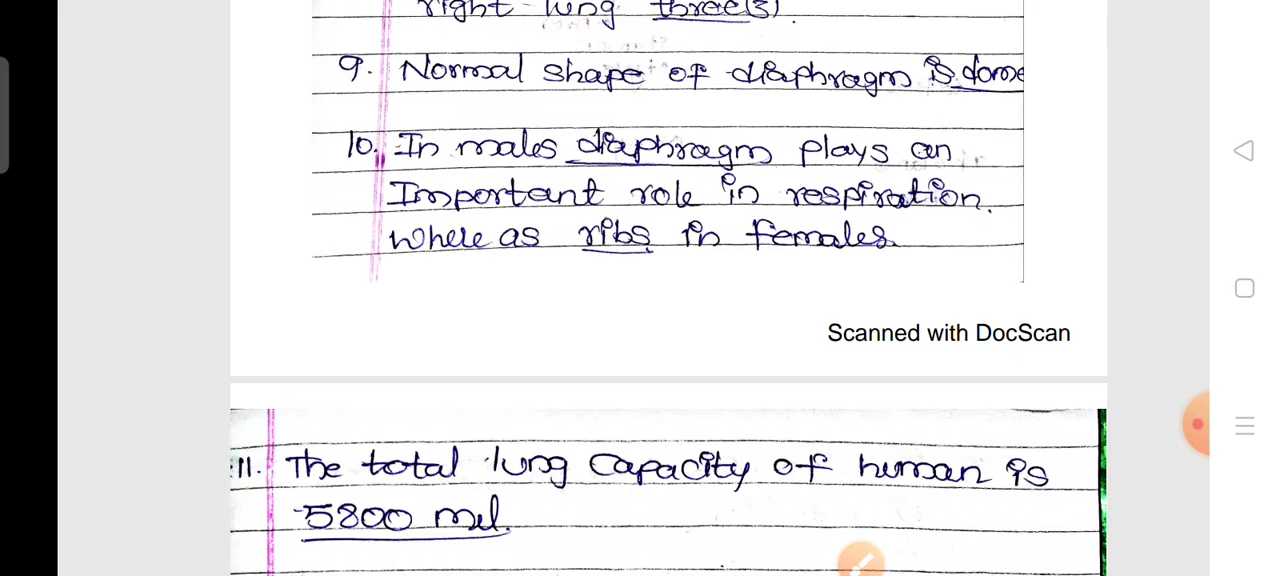 right lung three(3).
9. Normal shape of diaphragm is dome
10. In males diaphragm plays an
Important role in respiration.
Where as ribs in females.
Scanned with DocScan
11. The total lung capacity of human is
5800 ml.